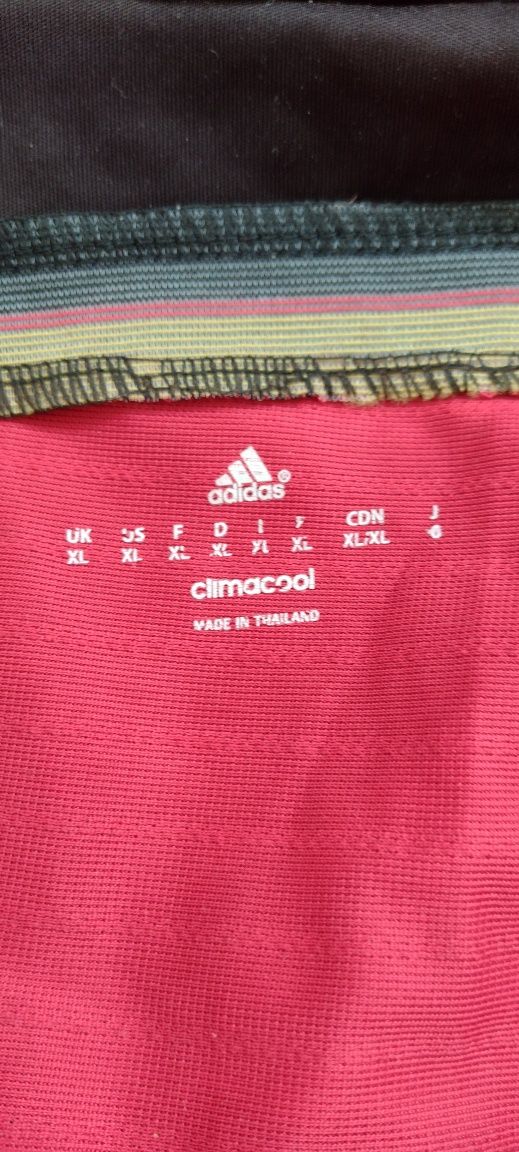 adidas®
UK US F D I CDN J
XL XL XL XL XL XL XL/XL
climacool
MADE IN THAILAND